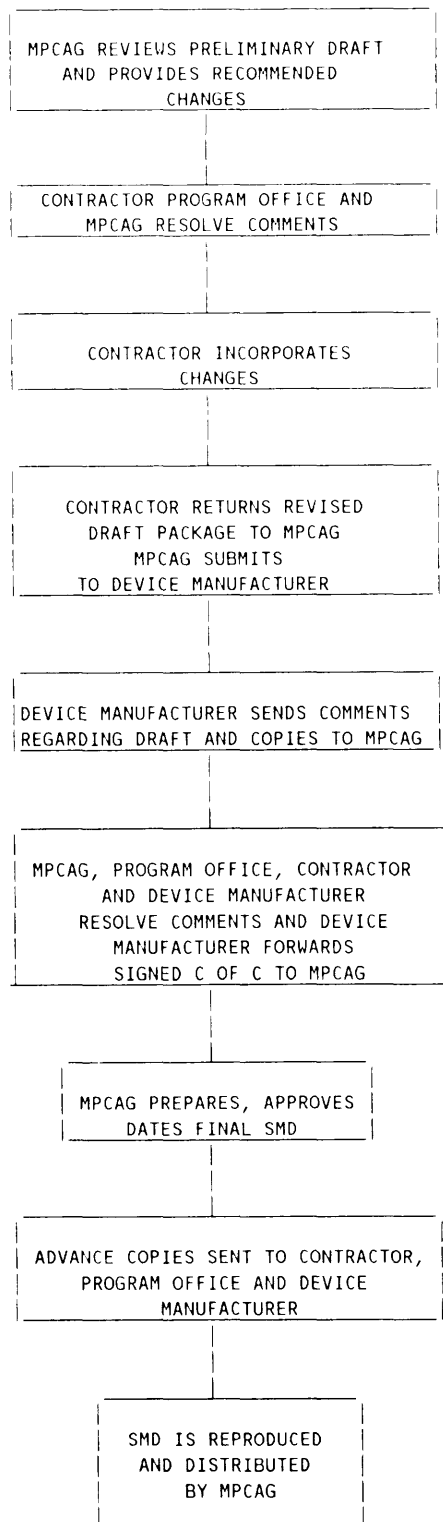 MPCAG REVIEWS PRELIMINARY DRAFT
AND PROVIDES RECOMMENDED
CHANGES
CONTRACTOR PROGRAM OFFICE AND
MPCAG RESOLVE COMMENTS
CONTRACTOR INCORPORATES
CHANGES
CONTRACTOR RETURNS REVISED
DRAFT PACKAGE TO MPCAG
MPCAG SUBMITS
TO DEVICE MANUFACTURER
DEVICE MANUFACTURER SENDS COMMENTS
REGARDING DRAFT AND COPIES TO MPCAG
MPCAG, PROGRAM OFFICE, CONTRACTOR
AND DEVICE MANUFACTURER
RESOLVE COMMENTS AND DEVICE
MANUFACTURER FORWARDS
SIGNED C OF C TO MPCAG
MPCAG PREPARES, APPROVES
DATES FINAL SMD
ADVANCE COPIES SENT TO CONTRACTOR,
PROGRAM OFFICE AND DEVICE
MANUFACTURER
SMD IS REPRODUCED
AND DISTRIBUTED
BY MPCAG